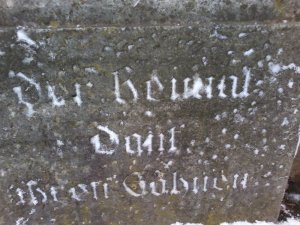 Der Heimat
Dank
ihren Söhnen.